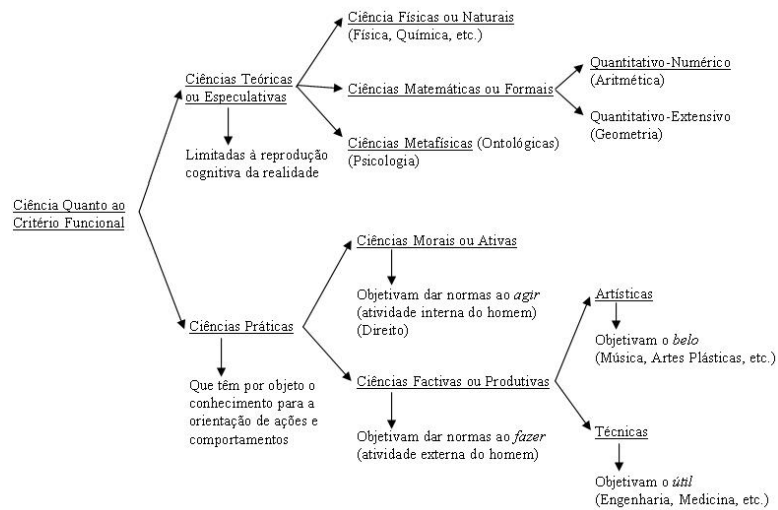 Ciência Físicas ou Naturais
(Física, Química, etc.)
Ciências Teóricas
ou Especulativas
Ciências Matemáticas ou Formais
Quantitativo-Numérico
(Aritmética)
Quantitativo-Extensivo
(Geometria)
Ciências Metafísicas (Ontológicas)
(Psicologia)
Limitadas à reprodução
cognitiva da realidade
Ciência Quanto ao
Critério Funcional
Ciências Morais ou Ativas
Objetivam dar normas ao agir
(atividade interna do homem)
(Direito)
Ciências Práticas
Que têm por objeto o
conhecimento para a
orientação de ações e
comportamentos
Ciências Factivas ou Produtivas
Objetivam dar normas ao fazer
(atividade externa do homem)
Artísticas
Objetivam o belo
(Música, Artes Plásticas, etc.)
Técnicas
Objetivam o útil
(Engenharia, Medicina, etc.)